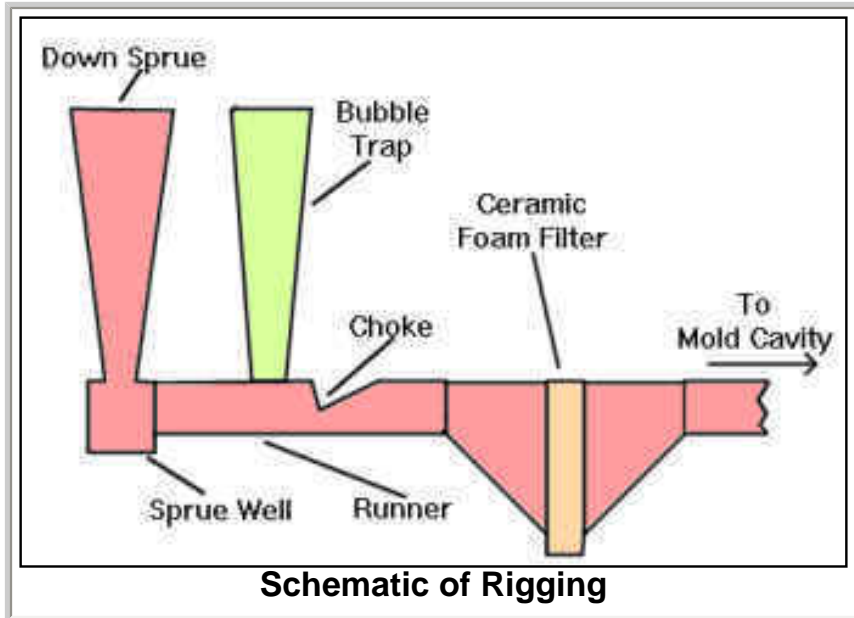 Down Sprue
Bubble
Trap
Ceramic
Foam Filter
To
Mold Cavity
Choke
Sprue Well
Runner
Schematic of Rigging